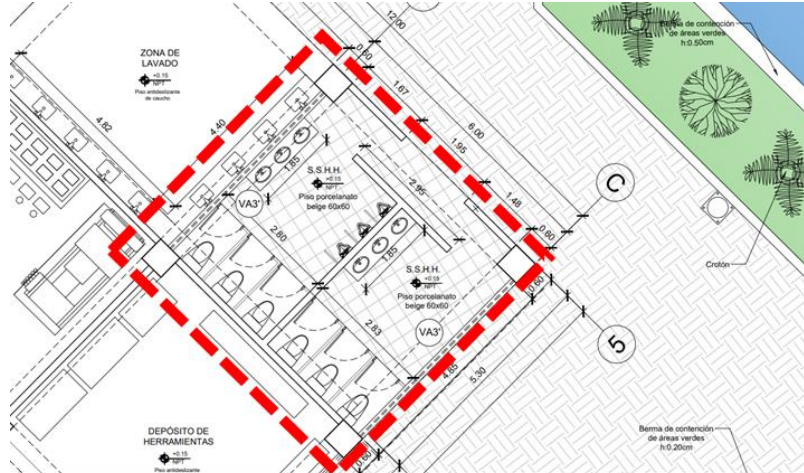 12.00
Berma de contención
de áreas verdes
h:0.50cm
ZONA DE
LAVADO
+0.15
NPT
Piso antideslizante
de caucho
0.60
1.67
6.00
4.82
4.40
1.95
1.85
S.S.H.H.
+0.15
NPT
Piso porcelanato
beige 60x60
2.95
1.48
C
VA3'
0.60
2.80
1.85
S.S.H.H.
+0.15
NPT
Piso porcelanato
beige 60x60
Crotón
0.60
VA3'
5
2.83
4.85
5.30
DEPÓSITO DE
HERRAMIENTAS
+0.15
NPT
Piso antideslizante
0.60
Berma de contención
de áreas verdes
h:0.20cm